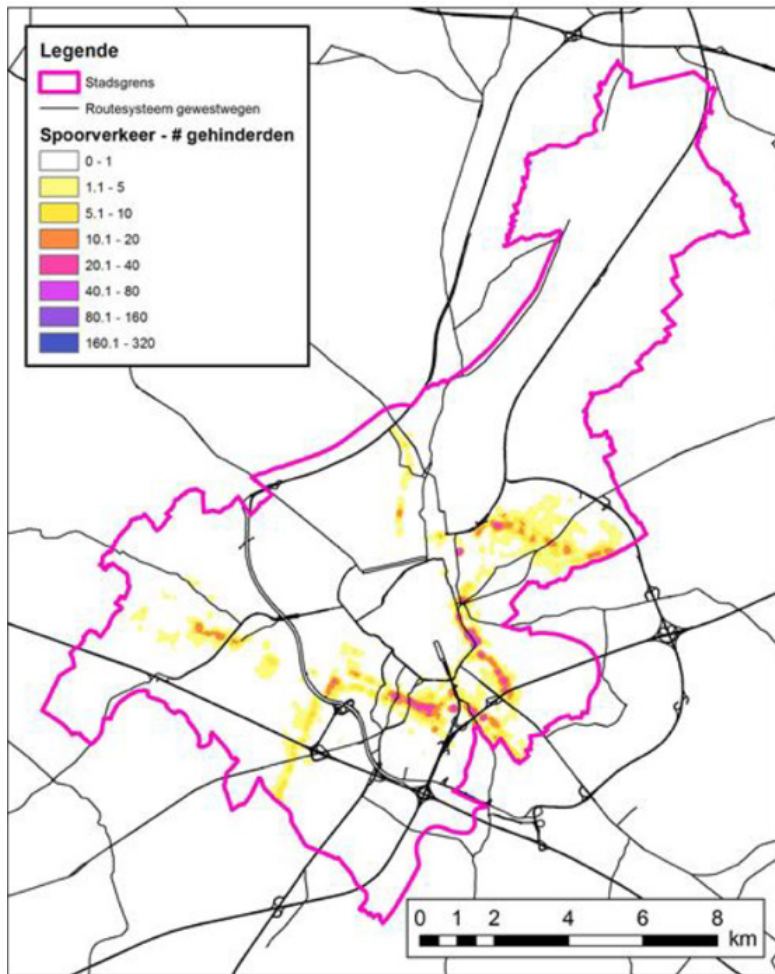 Legende
Stadsgrens
Routesysteem gewestwegen
Spoorverkeer - # gehinderden
0 - 1
1.1 - 5
5.1 - 10
10.1 - 20
20.1 - 40
40.1 - 80
80.1 - 160
160.1 - 320
0 1 2 4 6 8
km